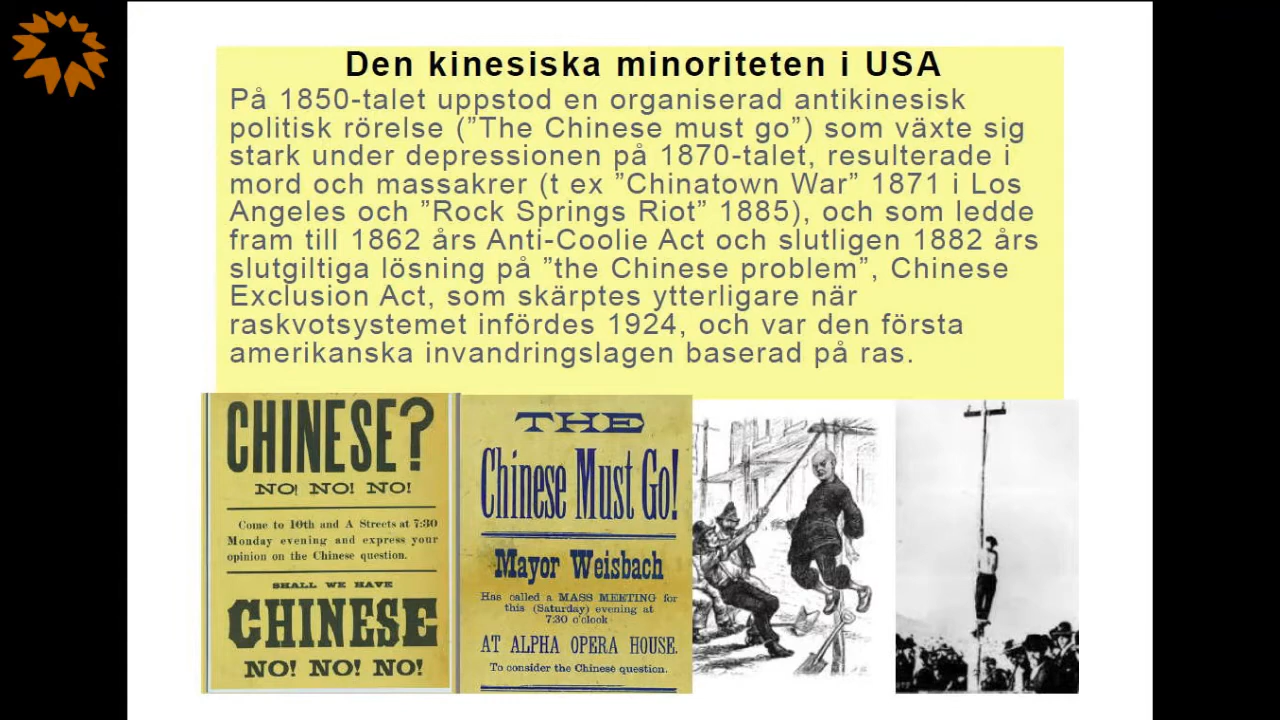 Den kinesiska minoriteten i USA
På 1850-talet uppstod en organiserad antikinesisk
politisk rörelse (”The Chinese must go”) som växte sig
stark under depressionen på 1870-talet, resulterade i
mord och massakrer (t ex ”Chinatown War” 1871 i Los
Angeles och ”Rock Springs Riot” 1885), och som ledde
fram till 1862 års Anti-Coolie Act och slutligen 1882 års
slutgiltiga lösning på ”the Chinese problem”, Chinese
Exclusion Act, som skärptes ytterligare när
raskvotsystemet infördes 1924, och var den första
amerikanska invandringslagen baserad på ras.
CHINESE?
NO! NO! NO!
Come to 10th and A Streets at 7:30
Monday evening and express your
opinion on the Chinese question.
SHALL WE HAVE
CHINESE
NO! NO! NO!
THE
Chinese Must Go!
Mayor Weisbach
Has called a MASS MEETING for
this (Saturday) evening at
7:30 o'clock
AT ALPHA OPERA HOUSE.
To consider the Chinese question.